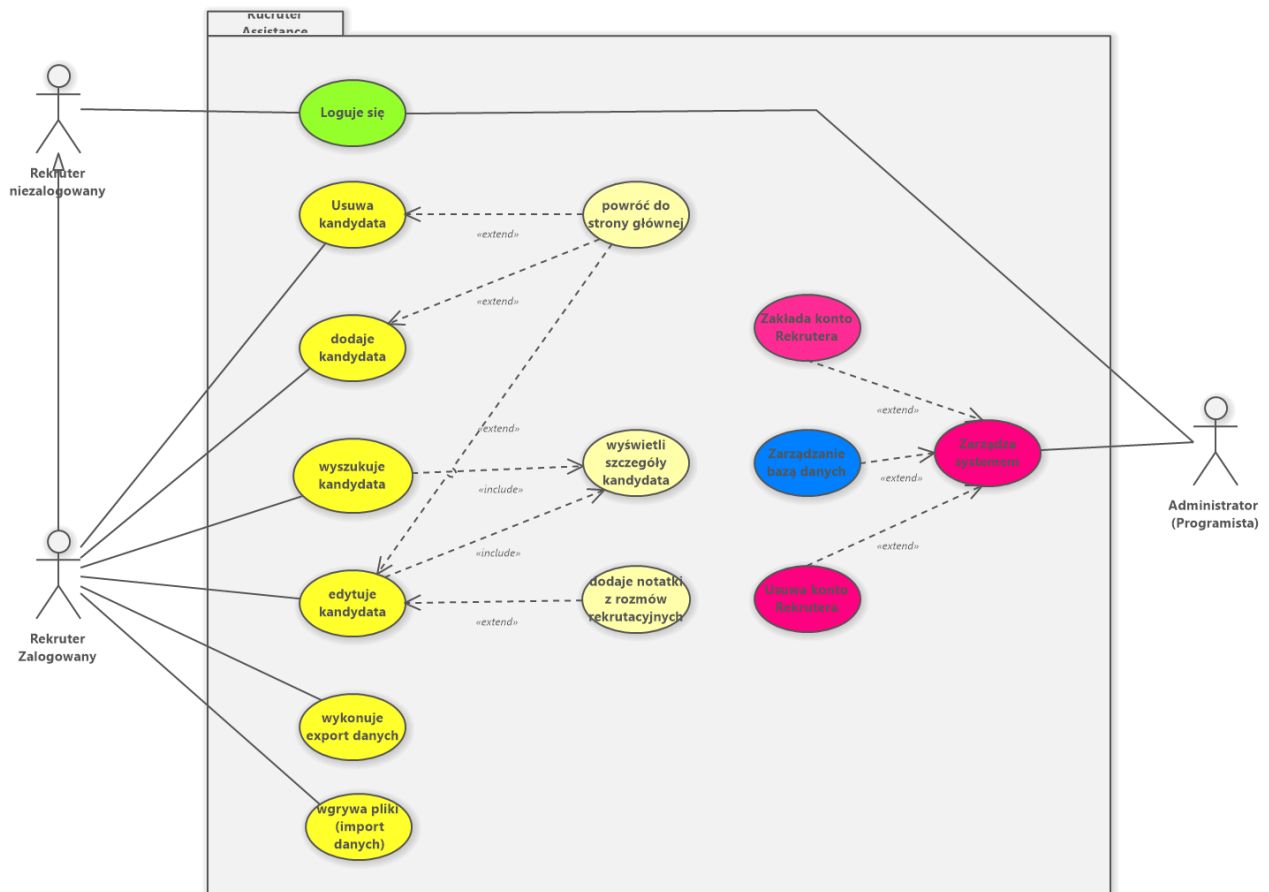 Rucruter
Assistance
Loguje się
Rekruter
niezalogowany
Usuwa
kandydata
powróć do
strony głównej
«extend»
«extend»
Zakłada konto
Rekrutera
dodaje
kandydata
«extend»
«extend»
wyszukuje
kandydata
wyświetli
szczegóły
kandydata
Zarządzanie
bazą danych
Zarządza
systemem
«extend»
«include»
Administrator
(Programista)
«extend»
«include»
edytuje
kandydata
dodaje notatki
z rozmów
rekrutacyjnych
Usuwa konto
Rekrutera
«extend»
Rekruter
Zalogowany
wykonuje
export danych
wgrywa pliki
(import
danych)